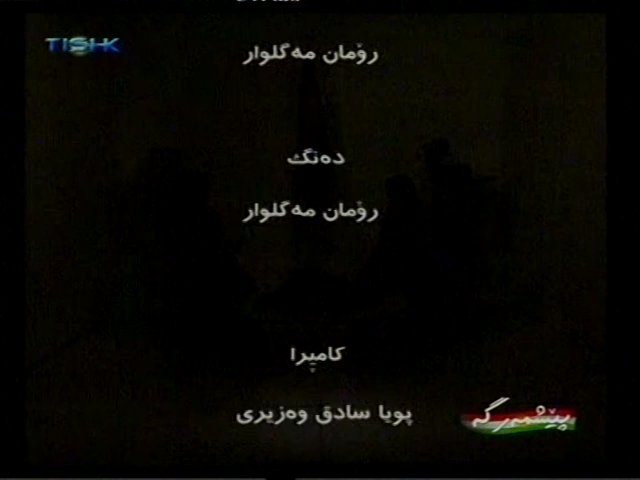 TISHK
رۆمان مەگلوار
دەنگ
رۆمان مەگلوار
کامێرا
پویا سادق وەزیری
پێشمەرگە